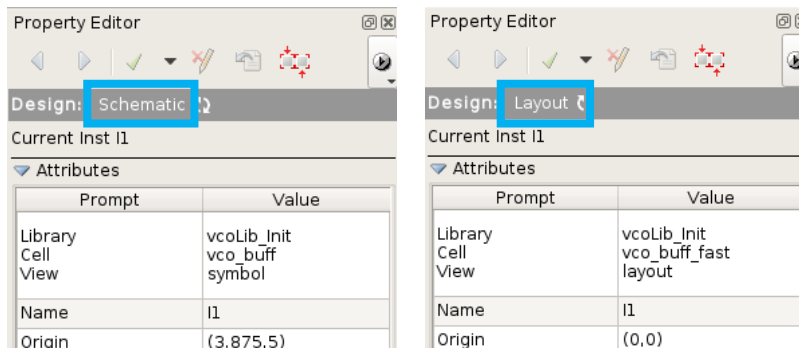 Property Editor
Design: Schematic
Current Inst I1
Attributes
Prompt Value
Library vcoLib_Init
Cell vco_buff
View symbol
Name I1
Origin (3.875,5)
Property Editor
Design: Layout
Current Inst I1
Attributes
Prompt Value
Library vcoLib_Init
Cell vco_buff_fast
View layout
Name I1
Origin (0,0)